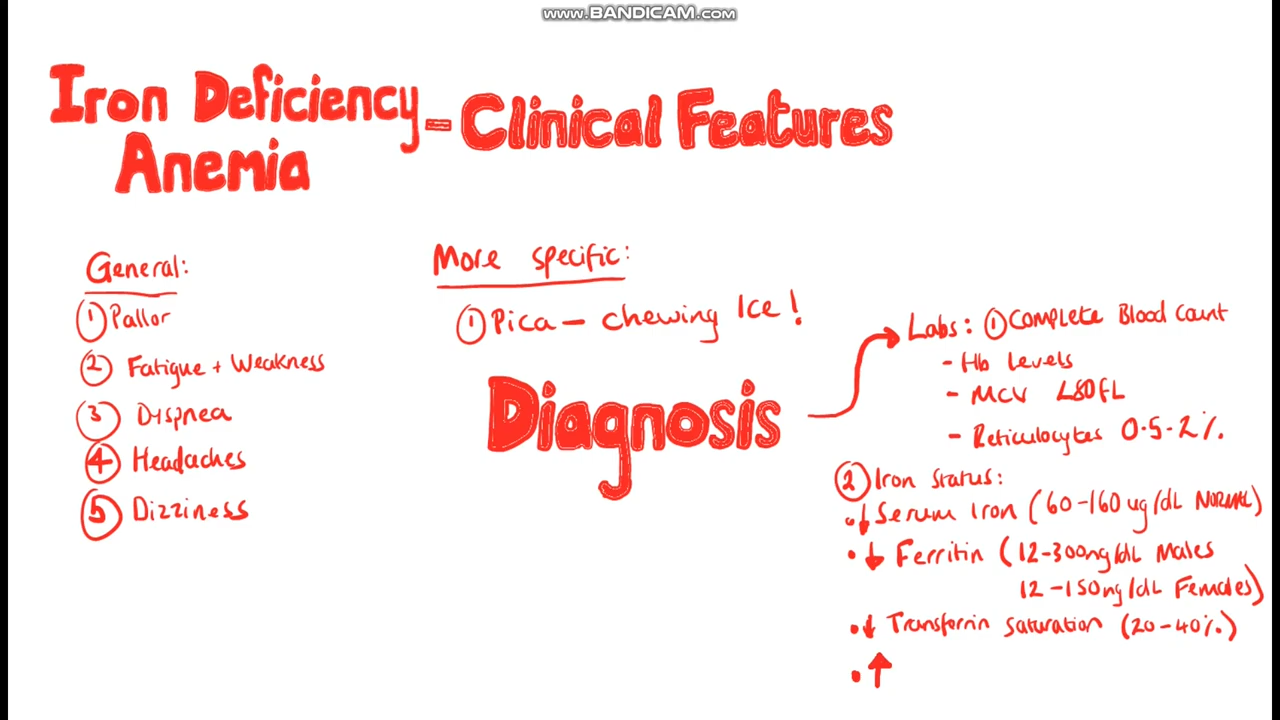 www.BANDICAM.com
Iron Deficiency
Anemia
= Clinical Features
General:
① Pallor
② Fatigue + Weakness
③ Dispnea
④ Headaches
⑤ Dizziness
More specific:
① Pica – chewing Ice!
Diagnosis
Labs: ① Complete Blood Count
- Hb levels
- MCV <80fL
- Reticulocytes 0.5-2%.
② Iron Status:
• ↓ Serum Iron (60-160 ug/dL NORMAL)
• ↓ Ferritin (12-300ng/dL Males
12-150ng/dL Females)
• ↓ Transferrin saturation (20-40%.)
• ↑